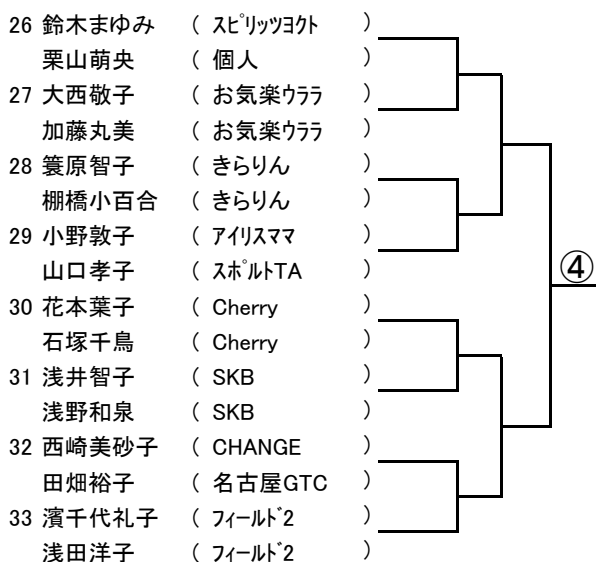 26 鈴木まゆみ ( スピリッツヨクト )
栗山萌央 ( 個人 )
27 大西敬子 ( お気楽ウララ )
加藤丸美 ( お気楽ウララ )
28 簑原智子 ( きらりん )
棚橋小百合 ( きらりん )
29 小野敦子 ( アイリスママ )
山口孝子 ( スポルトTA )
④
30 花本葉子 ( Cherry )
石塚千鳥 ( Cherry )
31 浅井智子 ( SKB )
浅野和泉 ( SKB )
32 西崎美砂子 ( CHANGE )
田畑裕子 ( 名古屋GTC )
33 濱千代礼子 ( フィールド2 )
浅田洋子 ( フィールド2 )